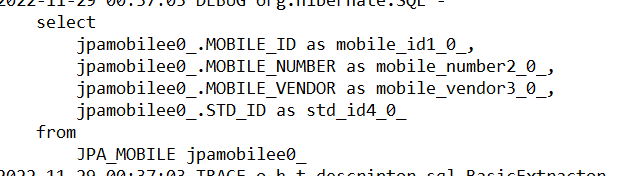 2022-11-29 00:37:03 DEBUG org.hibernate.SQL -
    select
        jpamobilee0_.MOBILE_ID as mobile_id1_0_,
        jpamobilee0_.MOBILE_NUMBER as mobile_number2_0_,
        jpamobilee0_.MOBILE_VENDOR as mobile_vendor3_0_,
        jpamobilee0_.STD_ID as std_id4_0_
    from
        JPA_MOBILE jpamobilee0_
2022-11-29 00:37:03 TRACE o.h.t.descriptor.sql.BasicExtractor